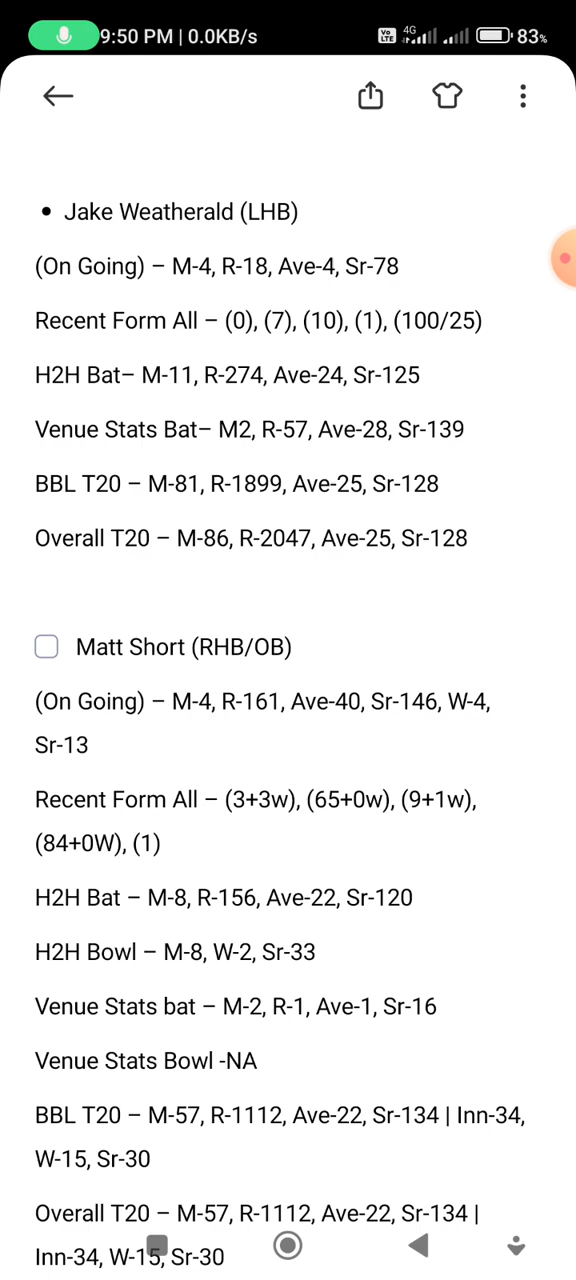 9:50 PM | 0.0KB/s Vo LTE 4G 83%
• Jake Weatherald (LHB)
(On Going) – M-4, R-18, Ave-4, Sr-78
Recent Form All – (0), (7), (10), (1), (100/25)
H2H Bat– M-11, R-274, Ave-24, Sr-125
Venue Stats Bat– M2, R-57, Ave-28, Sr-139
BBL T20 – M-81, R-1899, Ave-25, Sr-128
Overall T20 – M-86, R-2047, Ave-25, Sr-128
Matt Short (RHB/OB)
(On Going) – M-4, R-161, Ave-40, Sr-146, W-4,
Sr-13
Recent Form All – (3+3w), (65+0w), (9+1w),
(84+0W), (1)
H2H Bat – M-8, R-156, Ave-22, Sr-120
H2H Bowl – M-8, W-2, Sr-33
Venue Stats bat – M-2, R-1, Ave-1, Sr-16
Venue Stats Bowl -NA
BBL T20 – M-57, R-1112, Ave-22, Sr-134 | Inn-34,
W-15, Sr-30
Overall T20 – M-57, R-1112, Ave-22, Sr-134 |
Inn-34, W-15, Sr-30